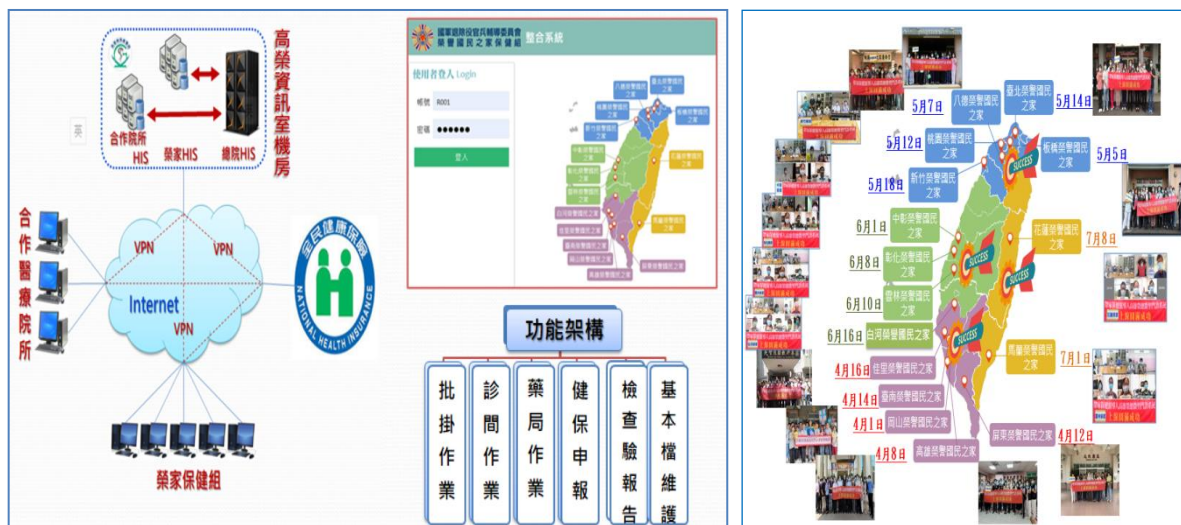 高榮資訊室機房
合作院所
HIS
榮家HIS
總院HIS
合作醫療院所
VPN
VPN
Internet
VPN
全民健康保險
NATIONAL HEALTH INSURANCE
榮家保健組
國軍退除役官兵輔導委員會
榮譽國民之家保健組
整合系統
使用者登入 Login
帳號
R001
密碼
登入
功能架構
批掛作業
診間作業
藥局作業
健保申報
檢查驗報告
基本檔維護
5月7日
八德榮譽國民之家
臺北榮譽國民之家
5月14日
5月12日
桃園榮譽國民之家
板橋榮譽國民之家
5月5日
5月18日
新竹榮譽國民之家
SUCCESS
6月1日
中彰榮譽國民之家
花蓮榮譽國民之家
7月8日
6月8日
彰化榮譽國民之家
SUCCESS
SUCCESS
6月10日
雲林榮譽國民之家
6月16日
白河榮譽國民之家
SUCCESS
馬蘭榮譽國民之家
7月1日
4月16日
佳里榮譽國民之家
4月14日
臺南榮譽國民之家
4月1日
岡山榮譽國民之家
屏東榮譽國民之家
4月12日
4月8日
高雄榮譽國民之家